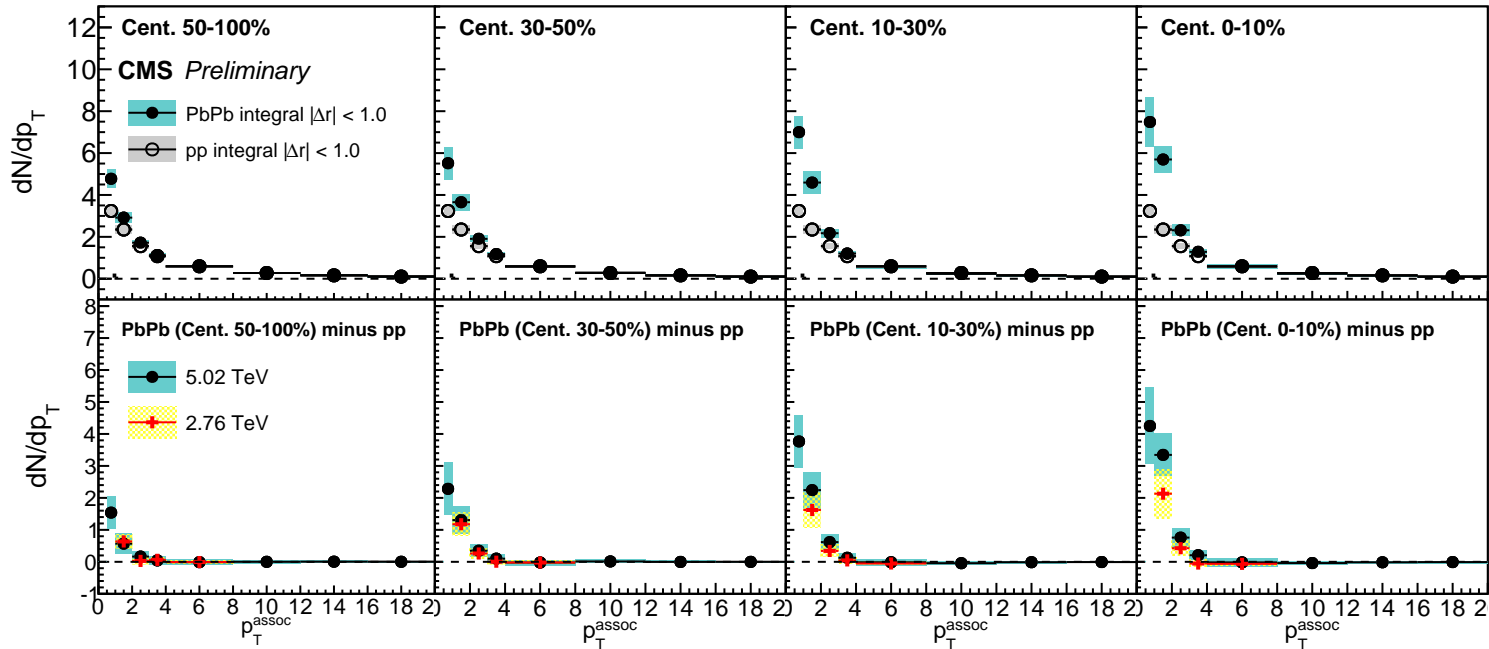 Cent. 50-100%
Cent. 30-50%
Cent. 10-30%
Cent. 0-10%
CMS Preliminary
PbPb integral |Δr| < 1.0
pp integral |Δr| < 1.0
dN/dp_T
12
10
8
6
4
2
0
PbPb (Cent. 50-100%) minus pp
PbPb (Cent. 30-50%) minus pp
PbPb (Cent. 10-30%) minus pp
PbPb (Cent. 0-10%) minus pp
5.02 TeV
2.76 TeV
dN/dp_T
8
7
6
5
4
3
2
1
0
-1
0 2 4 6 8 10 12 14 16 18 2
2 4 6 8 10 12 14 16 18 2
2 4 6 8 10 12 14 16 18 2
2 4 6 8 10 12 14 16 18 20
p_T^assoc
p_T^assoc
p_T^assoc
p_T^assoc